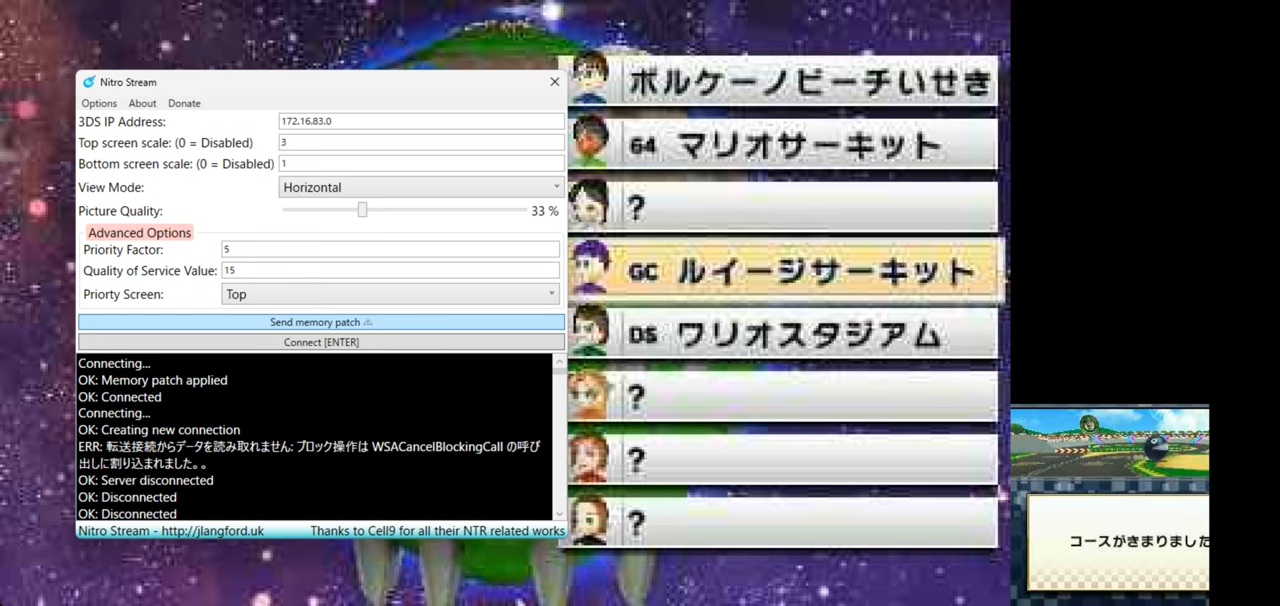 Nitro Stream
Options About Donate
3DS IP Address: 172.16.83.0
Top screen scale: (0 = Disabled) 3
Bottom screen scale: (0 = Disabled) 1
View Mode: Horizontal
Picture Quality: 33 %
Advanced Options
Priority Factor: 5
Quality of Service Value: 15
Priorty Screen: Top
Send memory patch ⚠
Connect [ENTER]
Connecting...
OK: Memory patch applied
OK: Connected
Connecting...
OK: Creating new connection
ERR: 転送接続からデータを読み取れません: ブロック操作は WSACancelBlockingCall の呼び
出しに割り込まれました。。
OK: Server disconnected
OK: Disconnected
OK: Disconnected
Nitro Stream - http://jlangford.uk Thanks to Cell9 for all their NTR related works
ボルケーノビーチいせき
64 マリオサーキット
?
GC ルイージサーキット
DS ワリオスタジアム
?
?
?
コースがきまりました